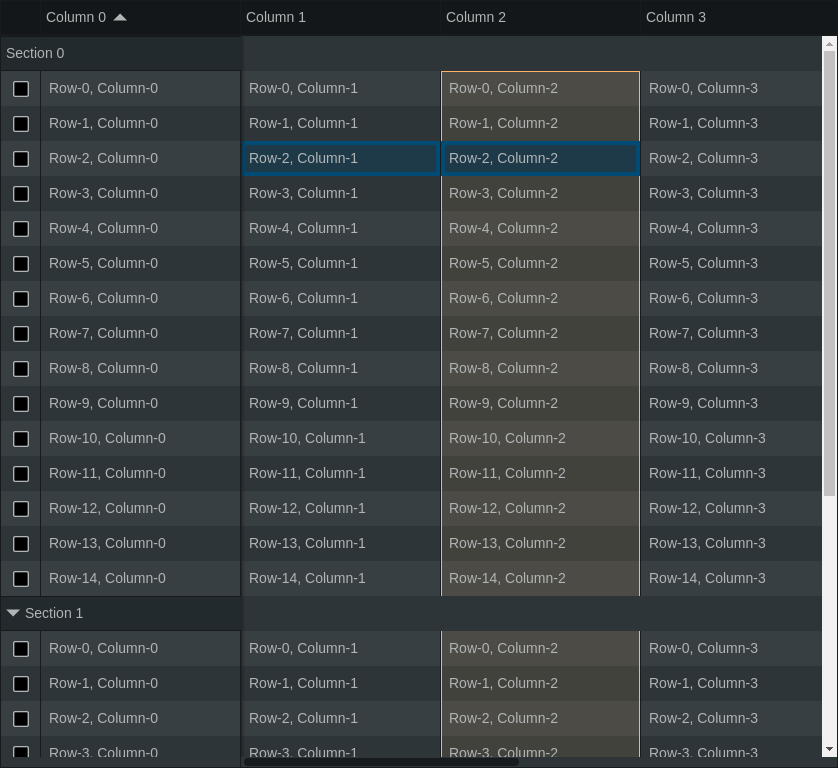 Column 0 Column 1 Column 2 Column 3
Section 0
Row-0, Column-0 Row-0, Column-1 Row-0, Column-2 Row-0, Column-3
Row-1, Column-0 Row-1, Column-1 Row-1, Column-2 Row-1, Column-3
Row-2, Column-0 Row-2, Column-1 Row-2, Column-2 Row-2, Column-3
Row-3, Column-0 Row-3, Column-1 Row-3, Column-2 Row-3, Column-3
Row-4, Column-0 Row-4, Column-1 Row-4, Column-2 Row-4, Column-3
Row-5, Column-0 Row-5, Column-1 Row-5, Column-2 Row-5, Column-3
Row-6, Column-0 Row-6, Column-1 Row-6, Column-2 Row-6, Column-3
Row-7, Column-0 Row-7, Column-1 Row-7, Column-2 Row-7, Column-3
Row-8, Column-0 Row-8, Column-1 Row-8, Column-2 Row-8, Column-3
Row-9, Column-0 Row-9, Column-1 Row-9, Column-2 Row-9, Column-3
Row-10, Column-0 Row-10, Column-1 Row-10, Column-2 Row-10, Column-3
Row-11, Column-0 Row-11, Column-1 Row-11, Column-2 Row-11, Column-3
Row-12, Column-0 Row-12, Column-1 Row-12, Column-2 Row-12, Column-3
Row-13, Column-0 Row-13, Column-1 Row-13, Column-2 Row-13, Column-3
Row-14, Column-0 Row-14, Column-1 Row-14, Column-2 Row-14, Column-3
Section 1
Row-0, Column-0 Row-0, Column-1 Row-0, Column-2 Row-0, Column-3
Row-1, Column-0 Row-1, Column-1 Row-1, Column-2 Row-1, Column-3
Row-2, Column-0 Row-2, Column-1 Row-2, Column-2 Row-2, Column-3
Row-3, Column-0 Row-3, Column-1 Row-3, Column-2 Row-3, Column-3